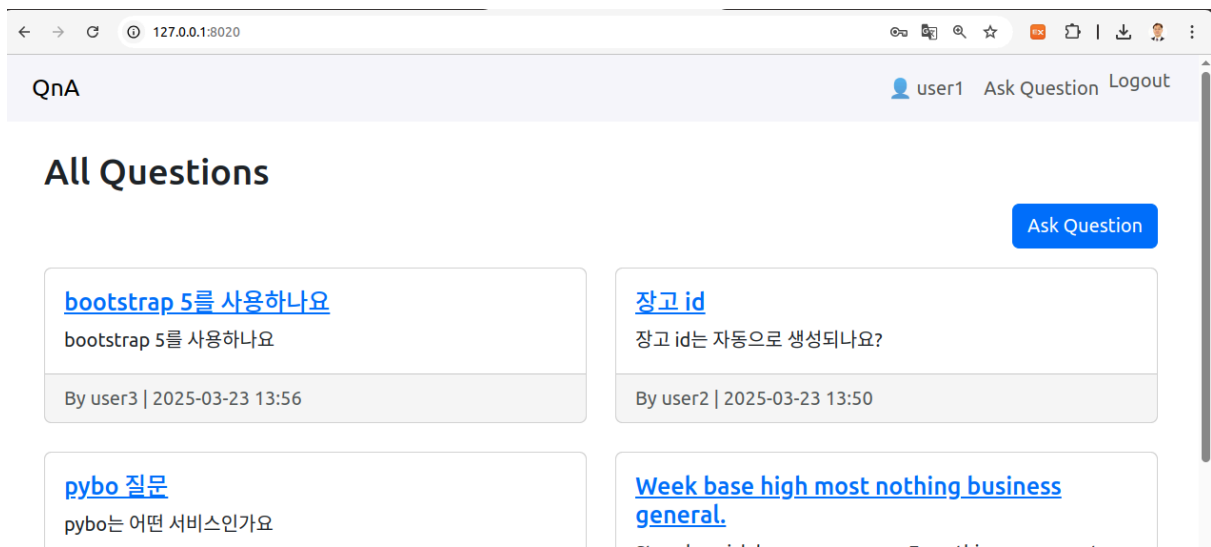 127.0.0.1:8020
QnA
user1 Ask Question Logout
All Questions
Ask Question
bootstrap 5를 사용하나요
bootstrap 5를 사용하나요
By user3 | 2025-03-23 13:56
장고 id
장고 id는 자동으로 생성되나요?
By user2 | 2025-03-23 13:50
pybo 질문
pybo는 어떤 서비스인가요
Week base high most nothing business
general.